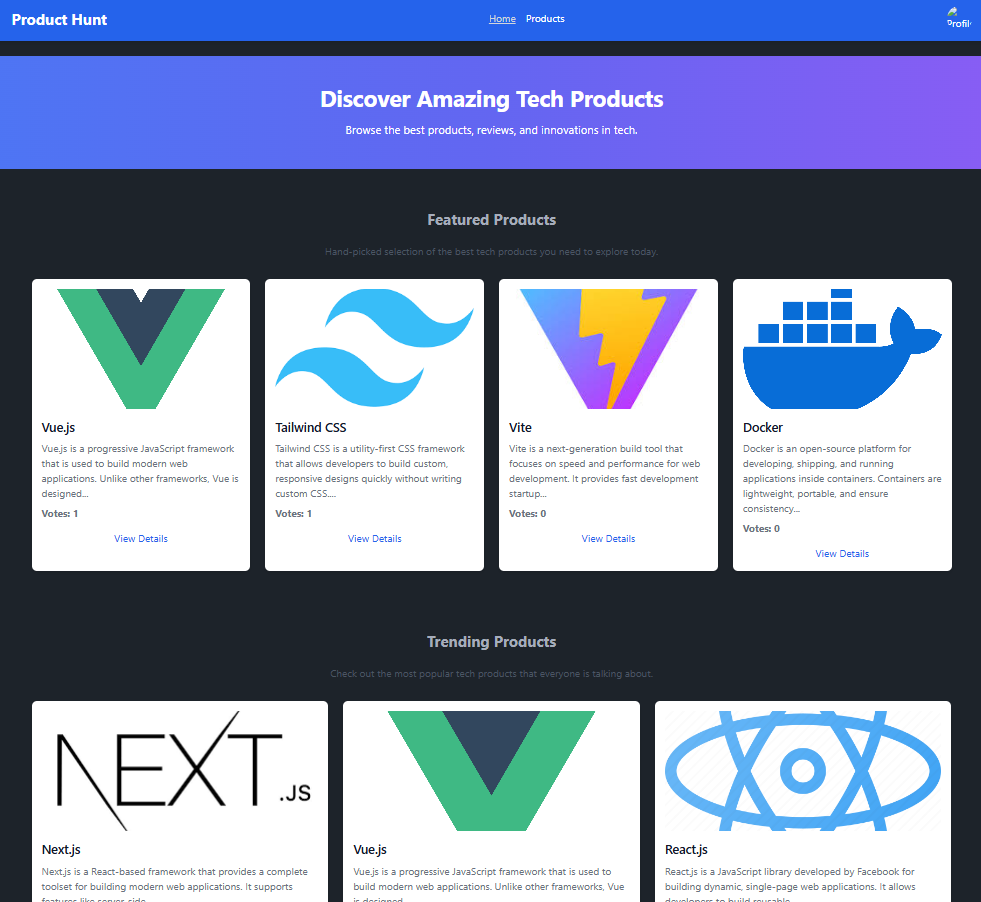 Product Hunt
Home Products
Discover Amazing Tech Products
Browse the best products, reviews, and innovations in tech.
Featured Products
Hand-picked selection of the best tech products you need to explore today.
Vue.js
Vue.js is a progressive JavaScript framework
that is used to build modern web
applications. Unlike other frameworks, Vue is
designed...
Votes: 1
View Details
Tailwind CSS
Tailwind CSS is a utility-first CSS framework
that allows developers to build custom,
responsive designs quickly without writing
custom CSS....
Votes: 1
View Details
Vite
Vite is a next-generation build tool that
focuses on speed and performance for web
development. It provides fast development
startup...
Votes: 0
View Details
Docker
Docker is an open-source platform for
developing, shipping, and running
applications inside containers. Containers are
lightweight, portable, and ensure
consistency...
Votes: 0
View Details
Trending Products
Check out the most popular tech products that everyone is talking about.
NEXT.JS
Next.js
Next.js is a React-based framework that provides a complete
toolset for building modern web applications. It supports
features like server-side
Vue.js
Vue.js is a progressive JavaScript framework that is used to
build modern web applications. Unlike other frameworks, Vue
is designed
React.js
React.js is a JavaScript library developed by Facebook for
building dynamic, single-page web applications. It allows
developers to build reusable